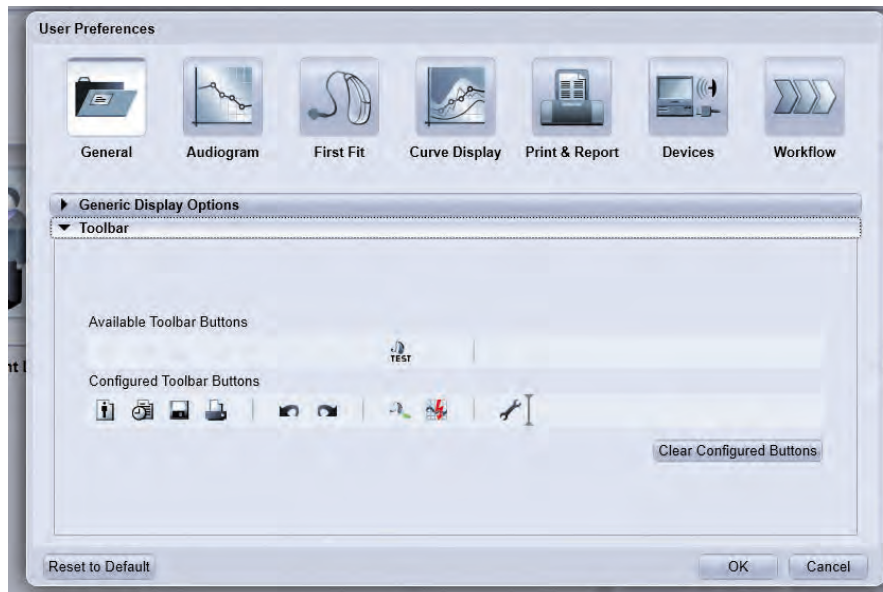 User Preferences
General Audiogram First Fit Curve Display Print & Report Devices Workflow
Generic Display Options
Toolbar
Available Toolbar Buttons
TEST
Configured Toolbar Buttons
Clear Configured Buttons
Reset to Default OK Cancel